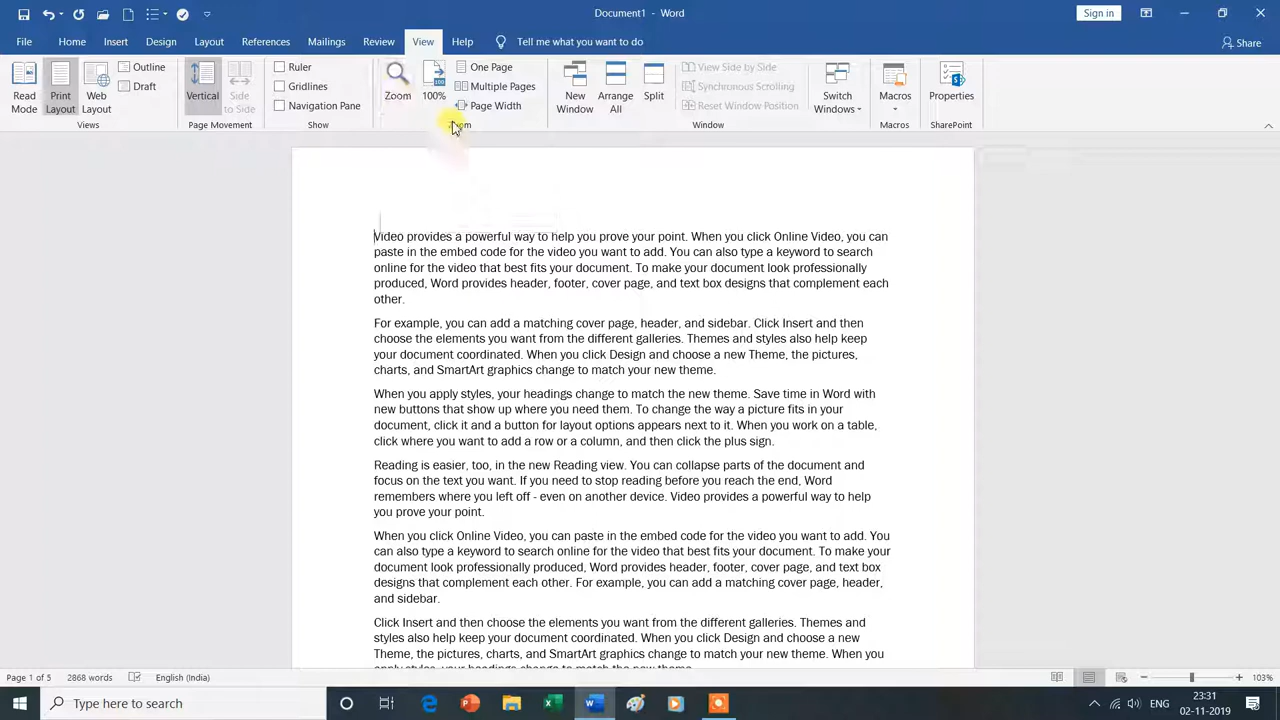 Document1 - Word
Sign in
File Home Insert Design Layout References Mailings Review View Help Tell me what you want to do Share
Read Mode
Print Layout
Web Layout
Outline
Draft
Views
Vertical
Side to Side
Page Movement
Ruler
Gridlines
Navigation Pane
Show
Zoom
100
100%
One Page
Multiple Pages
Page Width
Zoom
New Window
Arrange All
Split
View Side by Side
Synchronous Scrolling
Reset Window Position
Switch Windows
Window
Macros
Macros
Properties
SharePoint
Video provides a powerful way to help you prove your point. When you click Online Video, you can
paste in the embed code for the video you want to add. You can also type a keyword to search
online for the video that best fits your document. To make your document look professionally
produced, Word provides header, footer, cover page, and text box designs that complement each
other.
For example, you can add a matching cover page, header, and sidebar. Click Insert and then
choose the elements you want from the different galleries. Themes and styles also help keep
your document coordinated. When you click Design and choose a new Theme, the pictures,
charts, and SmartArt graphics change to match your new theme.
When you apply styles, your headings change to match the new theme. Save time in Word with
new buttons that show up where you need them. To change the way a picture fits in your
document, click it and a button for layout options appears next to it. When you work on a table,
click where you want to add a row or a column, and then click the plus sign.
Reading is easier, too, in the new Reading view. You can collapse parts of the document and
focus on the text you want. If you need to stop reading before you reach the end, Word
remembers where you left off - even on another device. Video provides a powerful way to help
you prove your point.
When you click Online Video, you can paste in the embed code for the video you want to add. You
can also type a keyword to search online for the video that best fits your document. To make your
document look professionally produced, Word provides header, footer, cover page, and text box
designs that complement each other. For example, you can add a matching cover page, header,
and sidebar.
Click Insert and then choose the elements you want from the different galleries. Themes and
styles also help keep your document coordinated. When you click Design and choose a new
Theme, the pictures, charts, and SmartArt graphics change to match your new theme. When you
apply styles, your headings change to match the new theme.
Page 1 of 5 2868 words English (India) 103%
Type here to search
ENG
23:31
02-11-2019